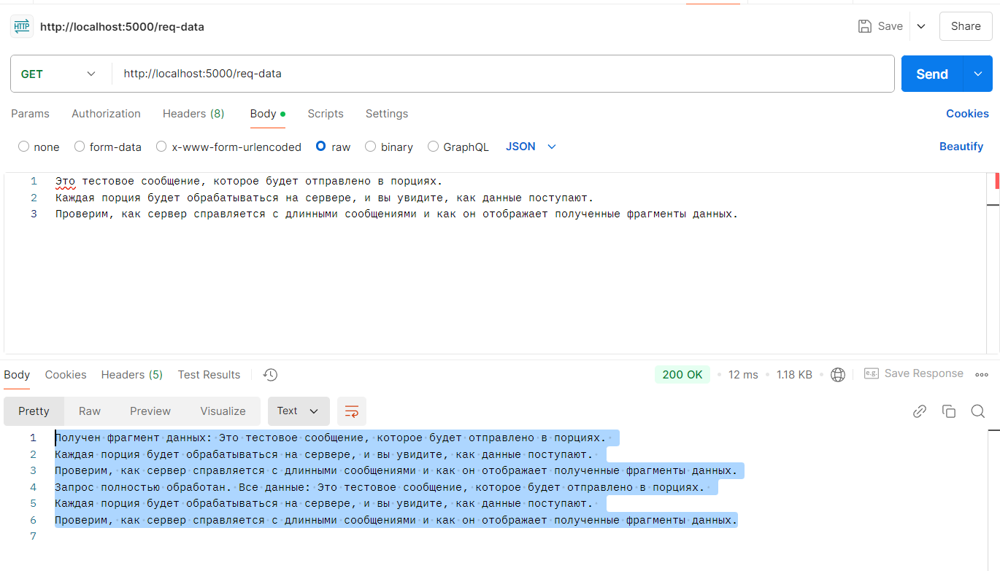 HTTP http://localhost:5000/req-data Save Share
GET http://localhost:5000/req-data Send
Params Authorization Headers (8) Body Scripts Settings Cookies
none form-data x-www-form-urlencoded raw binary GraphQL JSON Beautify
1 Это тестовое сообщение, которое будет отправлено в порциях.
2 Каждая порция будет обрабатываться на сервере, и вы увидите, как данные поступают.
3 Проверим, как сервер справляется с длинными сообщениями и как он отображает полученные фрагменты данных.
Body Cookies Headers (5) Test Results 200 OK 12 ms 1.18 KB e.g. Save Response
Pretty Raw Preview Visualize Text
1 Получен фрагмент данных: Это тестовое сообщение, которое будет отправлено в порциях.
2 Каждая порция будет обрабатываться на сервере, и вы увидите, как данные поступают.
3 Проверим, как сервер справляется с длинными сообщениями и как он отображает полученные фрагменты данных.
4 Запрос полностью обработан. Все данные: Это тестовое сообщение, которое будет отправлено в порциях.
5 Каждая порция будет обрабатываться на сервере, и вы увидите, как данные поступают.
6 Проверим, как сервер справляется с длинными сообщениями и как он отображает полученные фрагменты данных.
7